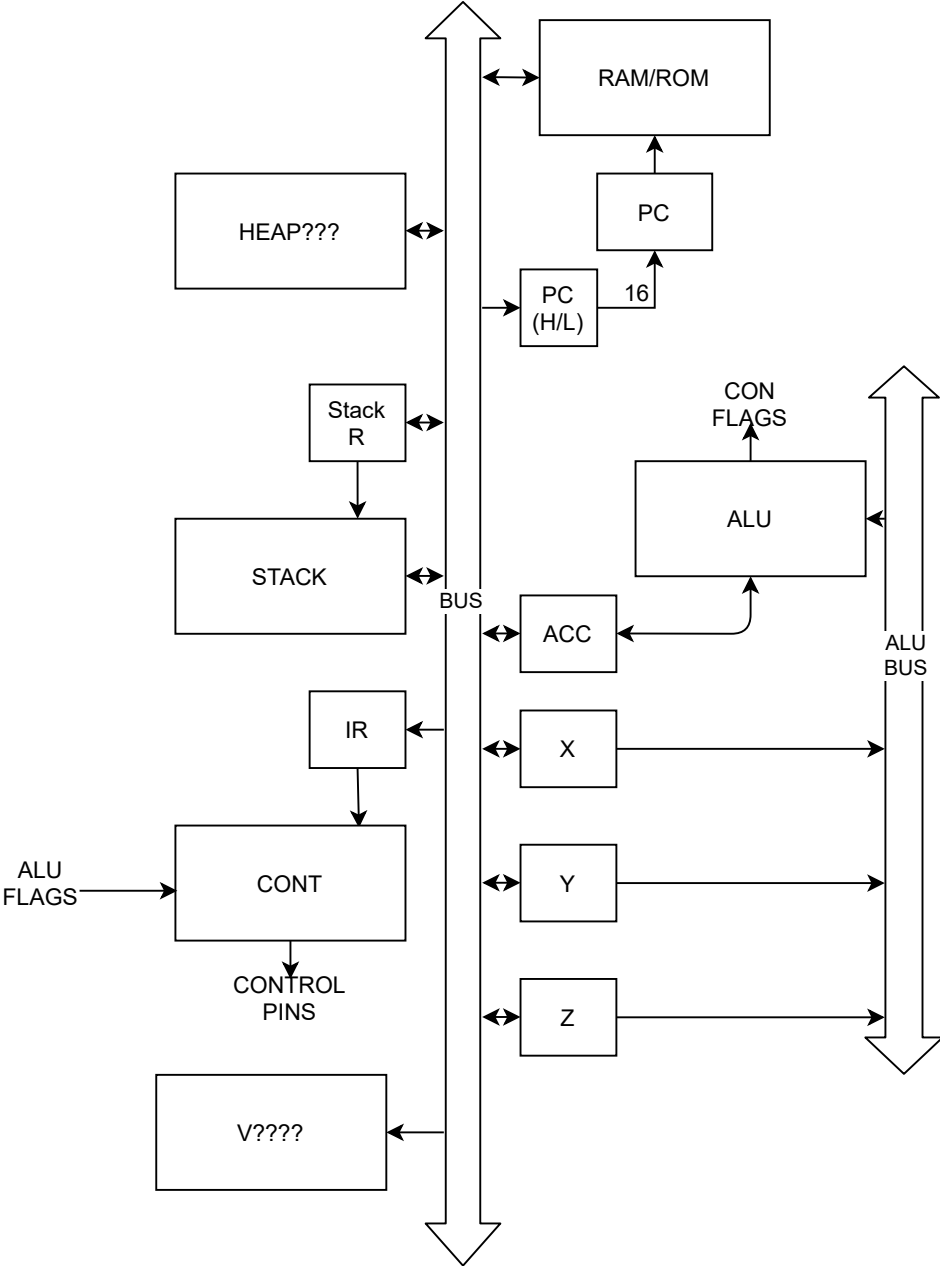 RAM/ROM
HEAP???
PC
PC
(H/L)
16
Stack
R
CON
FLAGS
ALU
STACK
BUS
ACC
ALU
BUS
IR
X
ALU
FLAGS
CONT
Y
CONTROL
PINS
Z
V????